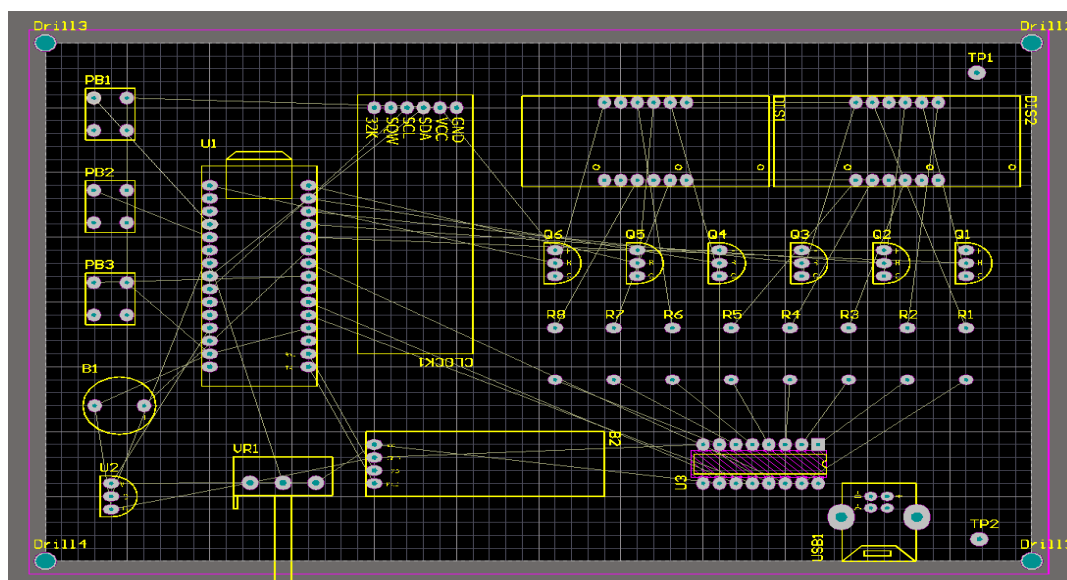 Drill3
Drill1
TP1
PB1
32K
SQW
SCL
SDA
VCC
GND
DIS1
DIS2
U1
PB2
Q6
Q5
Q4
Q3
Q2
Q1
PB3
R8
R7
R6
R5
R4
R3
R2
R1
CLOCK1
B1
B2
U2
VR1
U3
USB1
TP2
Drill4
Drill1